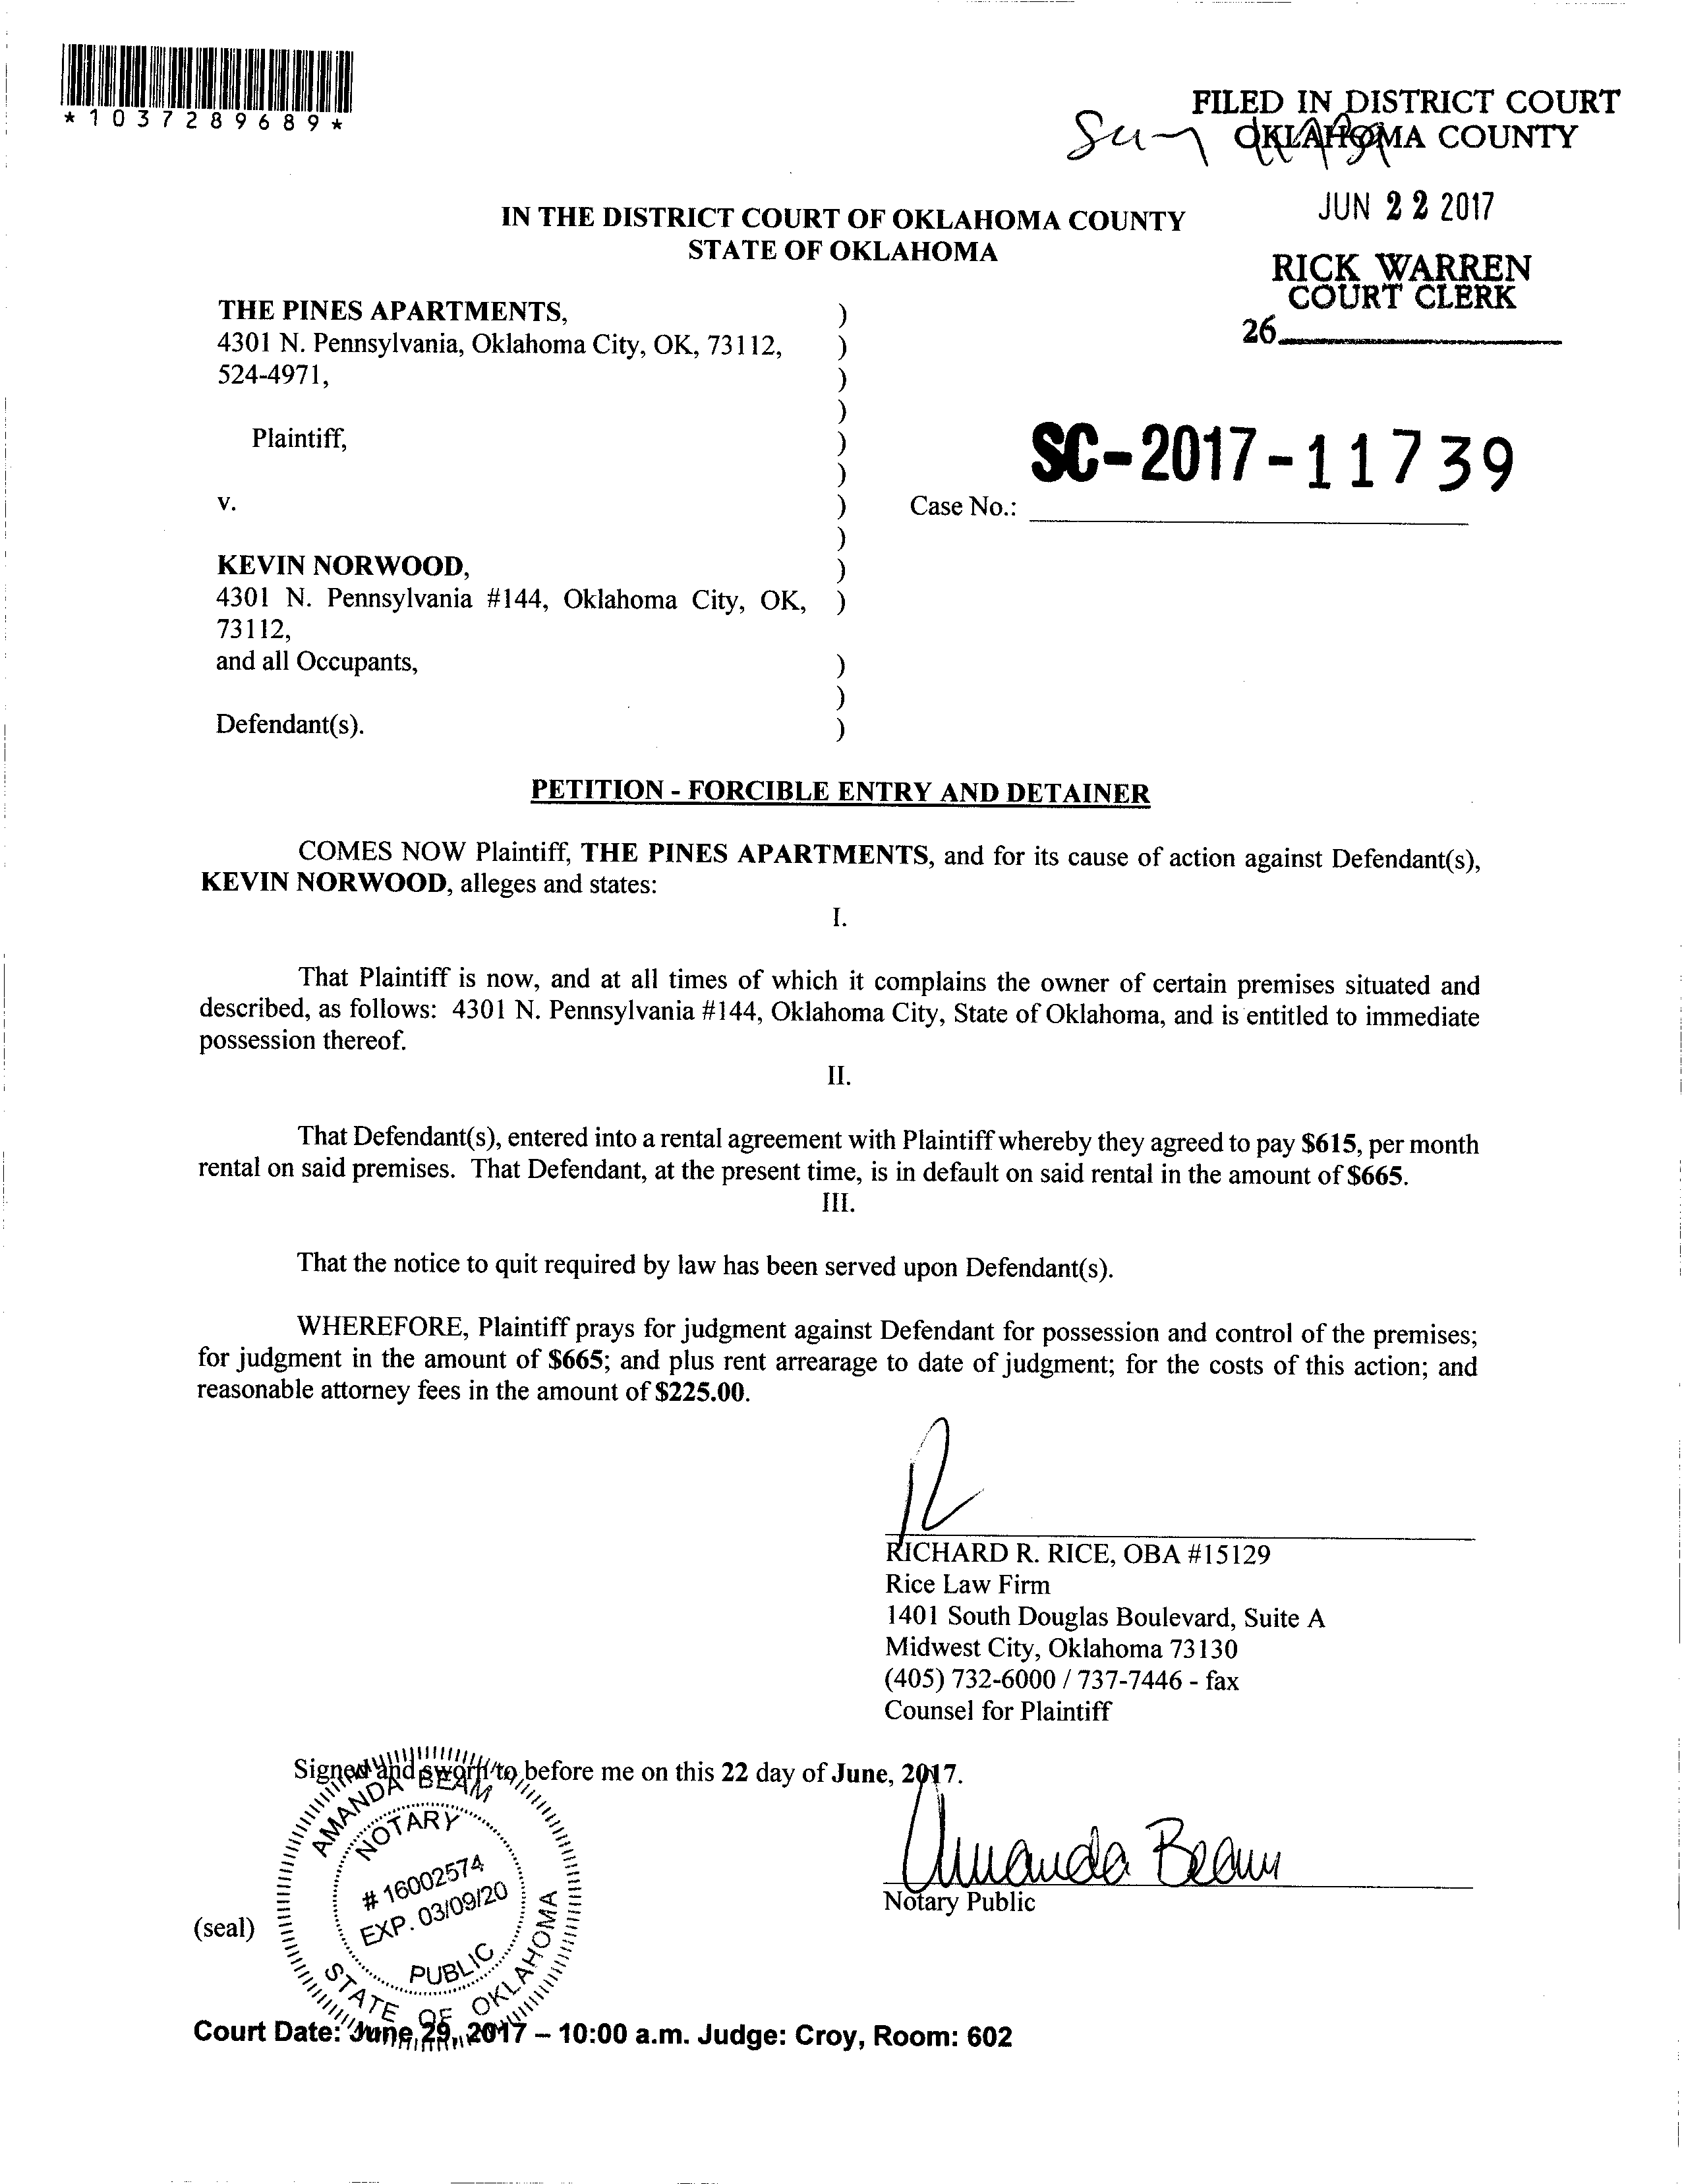 *1037289689*
FILED IN DISTRICT COURT
OKLAHOMA COUNTY
JUN 22 2017
RICK WARREN
COURT CLERK
26
IN THE DISTRICT COURT OF OKLAHOMA COUNTY
STATE OF OKLAHOMA
THE PINES APARTMENTS, )
4301 N. Pennsylvania, Oklahoma City, OK, 73112, )
524-4971, )
)
Plaintiff, )
)
v. )
SC-2017-11739
Case No.:
)
KEVIN NORWOOD, )
4301 N. Pennsylvania #144, Oklahoma City, OK, )
73112,
and all Occupants, )
)
Defendant(s). )
PETITION - FORCIBLE ENTRY AND DETAINER
COMES NOW Plaintiff, THE PINES APARTMENTS, and for its cause of action against Defendant(s),
KEVIN NORWOOD, alleges and states:
I.
That Plaintiff is now, and at all times of which it complains the owner of certain premises situated and
described, as follows: 4301 N. Pennsylvania #144, Oklahoma City, State of Oklahoma, and is entitled to immediate
possession thereof.
II.
That Defendant(s), entered into a rental agreement with Plaintiff whereby they agreed to pay $615, per month
rental on said premises. That Defendant, at the present time, is in default on said rental in the amount of $665.
III.
That the notice to quit required by law has been served upon Defendant(s).
WHEREFORE, Plaintiff prays for judgment against Defendant for possession and control of the premises;
for judgment in the amount of $665; and plus rent arrearage to date of judgment; for the costs of this action; and
reasonable attorney fees in the amount of $225.00.
RICHARD R. RICE, OBA #15129
Rice Law Firm
1401 South Douglas Boulevard, Suite A
Midwest City, Oklahoma 73130
(405) 732-6000 / 737-7446 - fax
Counsel for Plaintiff
Signed and sworn to before me on this 22 day of June, 2017.
Amanda Beam
Notary Public
(seal)
AMANDA BEAM
NOTARY
# 16002574
EXP. 03/09/20
PUBLIC
STATE OF OKLAHOMA
Court Date: June 29, 2017 – 10:00 a.m. Judge: Croy, Room: 602